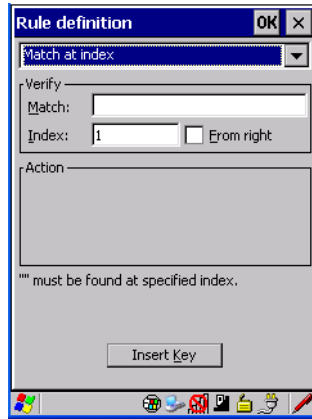 Rule definition OK ×
Match at index
Verify
Match:
Index: 1 From right
Action
"" must be found at specified index.
Insert Key